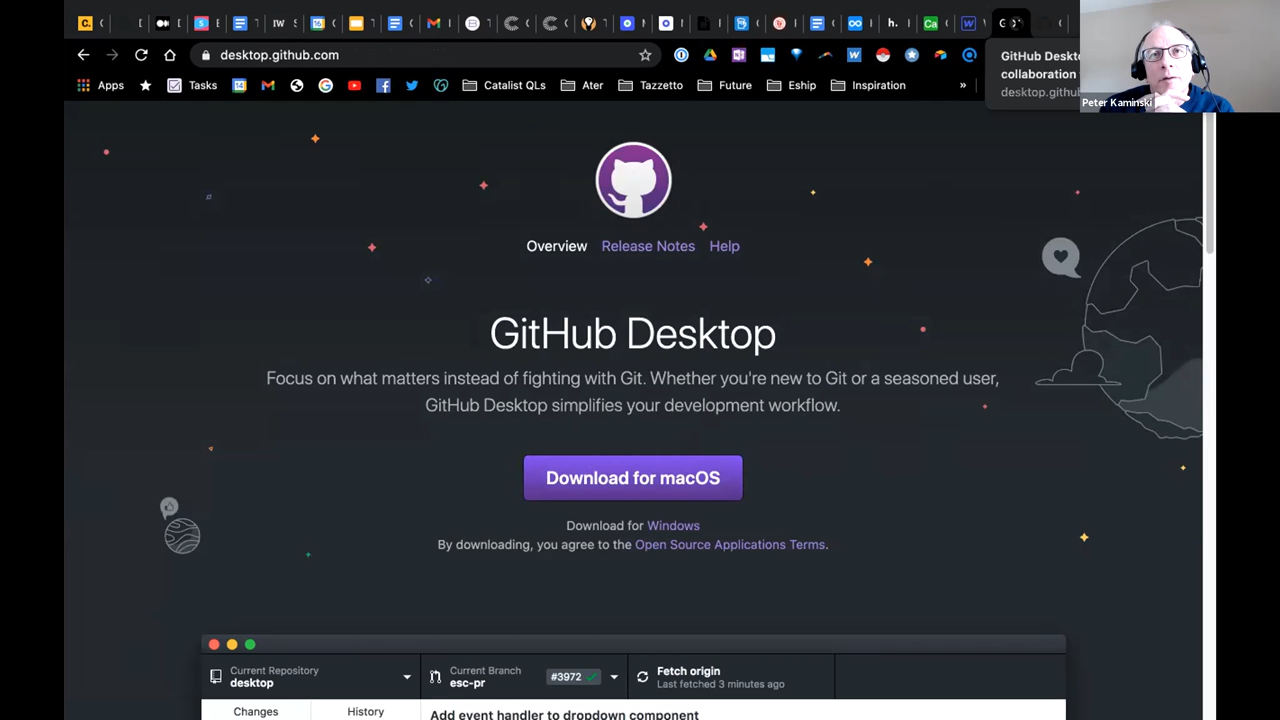 desktop.github.com
GitHub Deskto
collaboration
desktop.githu
Peter Kaminski
Apps
Tasks
Catalist QLs
Ater
Tazzetto
Future
Eship
Inspiration
»
Overview Release Notes Help
GitHub Desktop
Focus on what matters instead of fighting with Git. Whether you're new to Git or a seasoned user,
GitHub Desktop simplifies your development workflow.
Download for macOS
Download for Windows
By downloading, you agree to the Open Source Applications Terms.
Current Repository
desktop
Current Branch
esc-pr
#3972
Fetch origin
Last fetched 3 minutes ago
Changes
History
Add event handler to dropdown component